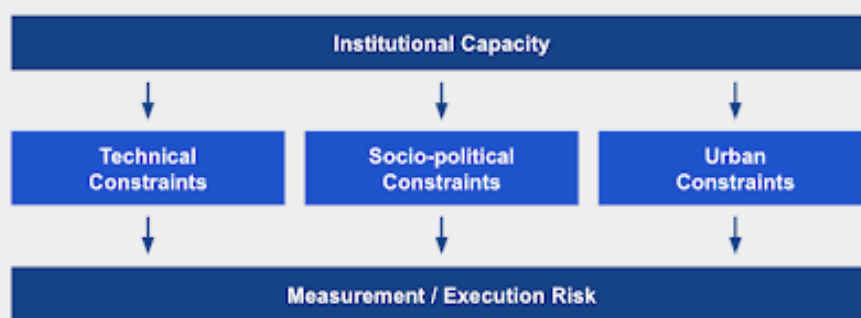 Institutional Capacity
Technical
Constraints
Socio-political
Constraints
Urban
Constraints
Measurement / Execution Risk